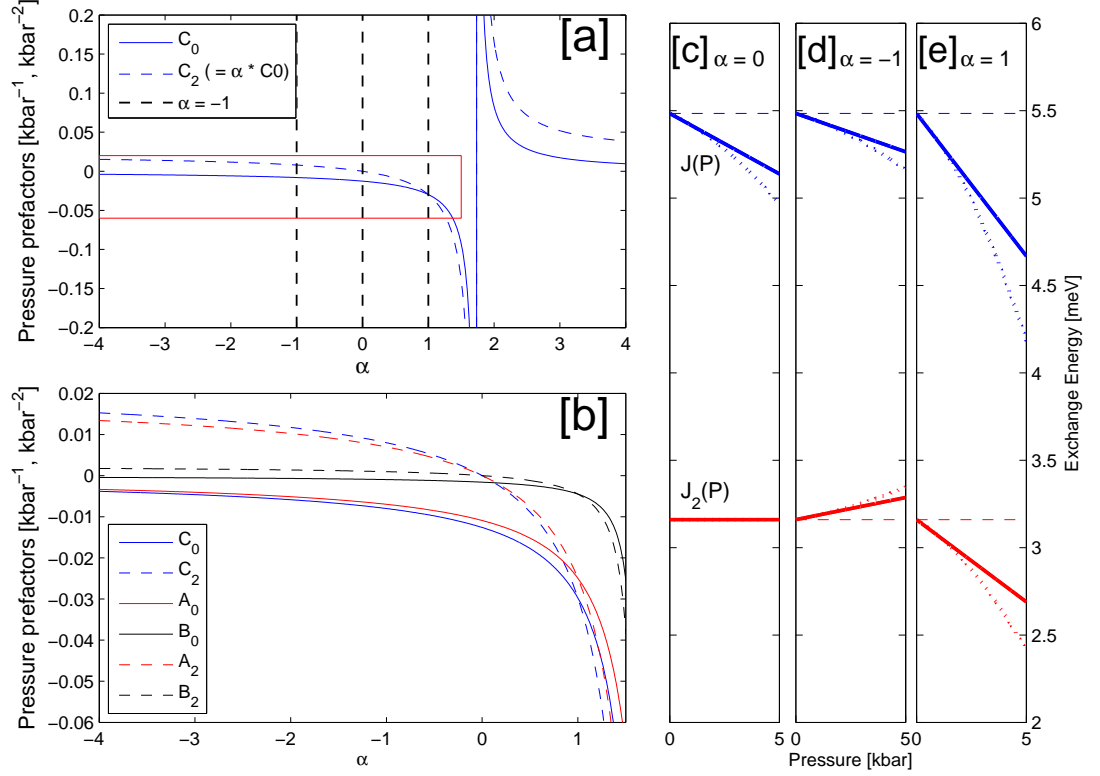 [a]
C0
C2 ( = α * C0)
α = −1
0.2
0.15
0.1
0.05
0
−0.05
−0.1
−0.15
−0.2
−4 −3 −2 −1 0 1 2 3 4
α
Pressure prefactors [kbar−1, kbar−2]
[b]
0.02
0.01
0
−0.01
−0.02
−0.03
−0.04
−0.05
−0.06
C0
C2
A0
B0
A2
B2
−4 −3 −2 −1 0 1
α
Pressure prefactors [kbar−1, kbar−2]
[c] α = 0
[d] α = −1
[e] α = 1
J(P)
J2(P)
6
5.5
5
4.5
4
3.5
3
2.5
2
Exchange Energy [meV]
0 5 0 5 0 5
Pressure [kbar]